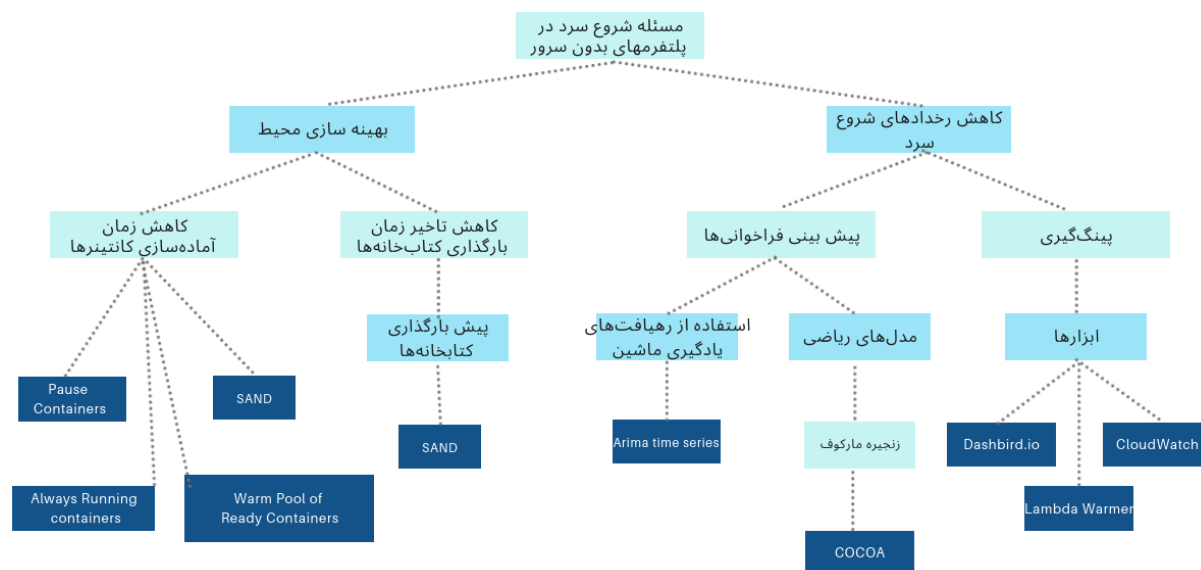 مسئله شروع سرد در
پلتفرمهای بدون سرور
کاهش رخدادهای شروع
سرد
بهینه سازی محیط
پینگ‌گیری
پیش بینی فراخوانی‌ها
کاهش تاخیر زمان
بارگذاری کتاب‌خانه‌ها
کاهش زمان
آماده‌سازی کانتینرها
ابزارها
مدل‌های ریاضی
استفاده از رهیافت‌های
یادگیری ماشین
پیش بارگذاری
کتابخانه‌ها
Pause
Containers
SAND
SAND
Arima time series
زنجیره مارکوف
Dashbird.io
CloudWatch
Always Running
containers
Warm Pool of
Ready Containers
Lambda Warmer
COCOA